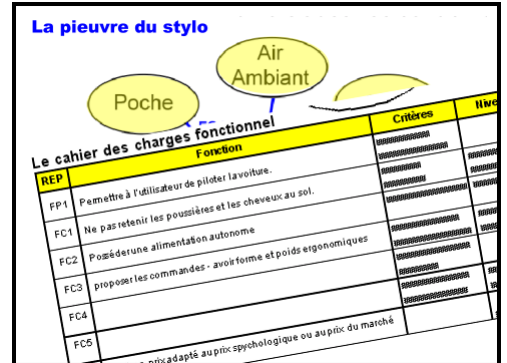 La pieuvre du stylo
Air
Ambiant
Poche
Le cahier des charges fonctionnel
REP
Fonction
Critères
FP1
Permettre à l'utilisateur de piloter la voiture.
FC1
Ne pas retenir les poussières et les cheveux au sol.
FC2
Posséder une alimentation autonome
FC3
proposer les commandes - avoir forme et poids ergonomiques
FC4
FC5
prix adapté au prix spychologique ou au prix du marché